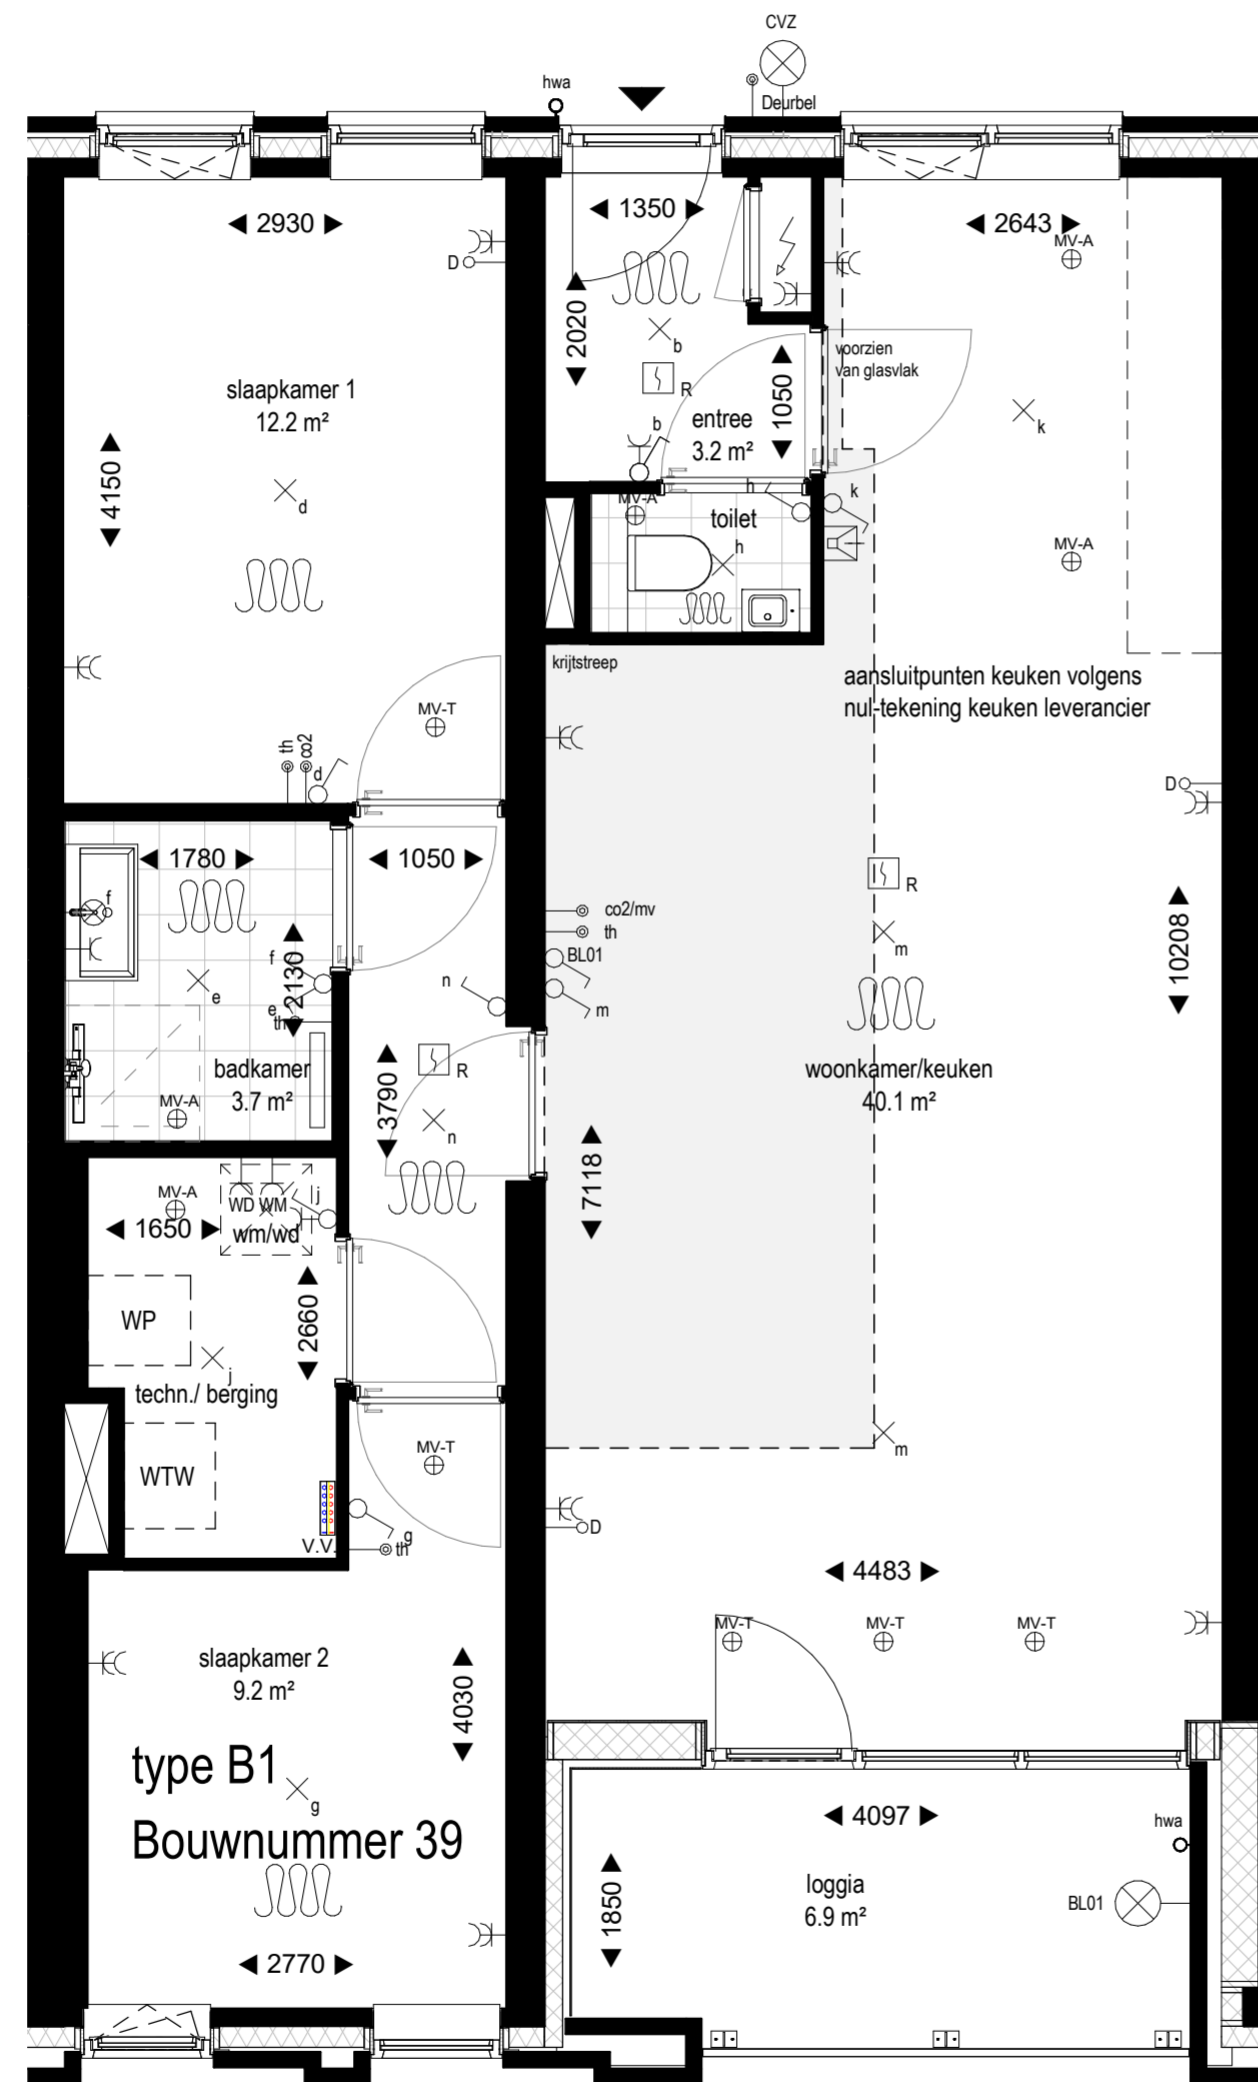 CVZ
hwa
Deurbel
2930
1350
2643
MV-A
D
2020
b
voorzien
van glasvlak
R
1050
slaapkamer 1
12.2 m²
k
b
entree
3.2 m²
4150
d
h
k
MV-A
toilet
h
MV-A
krijtstreep
aansluitpunten keuken volgens
nul-tekening keuken leverancier
MV-T
th
co2
d
D
1780
1050
R
f
co2/mv
th
m
10208
2130
f
BL01
n
e
e
m
th
R
badkamer
3.7 m²
3790
woonkamer/keuken
40.1 m²
MV-A
n
7118
MV-A
WD WM
j
1650
wm/wd
2660
WP
j
techn./ berging
m
MV-T
WTW
g
D
V.V.
th
4483
MV-T
MV-T
MV-T
slaapkamer 2
9.2 m²
4030
type B1
g
Bouwnummer 39
4097
hwa
loggia
6.9 m²
BL01
1850
2770